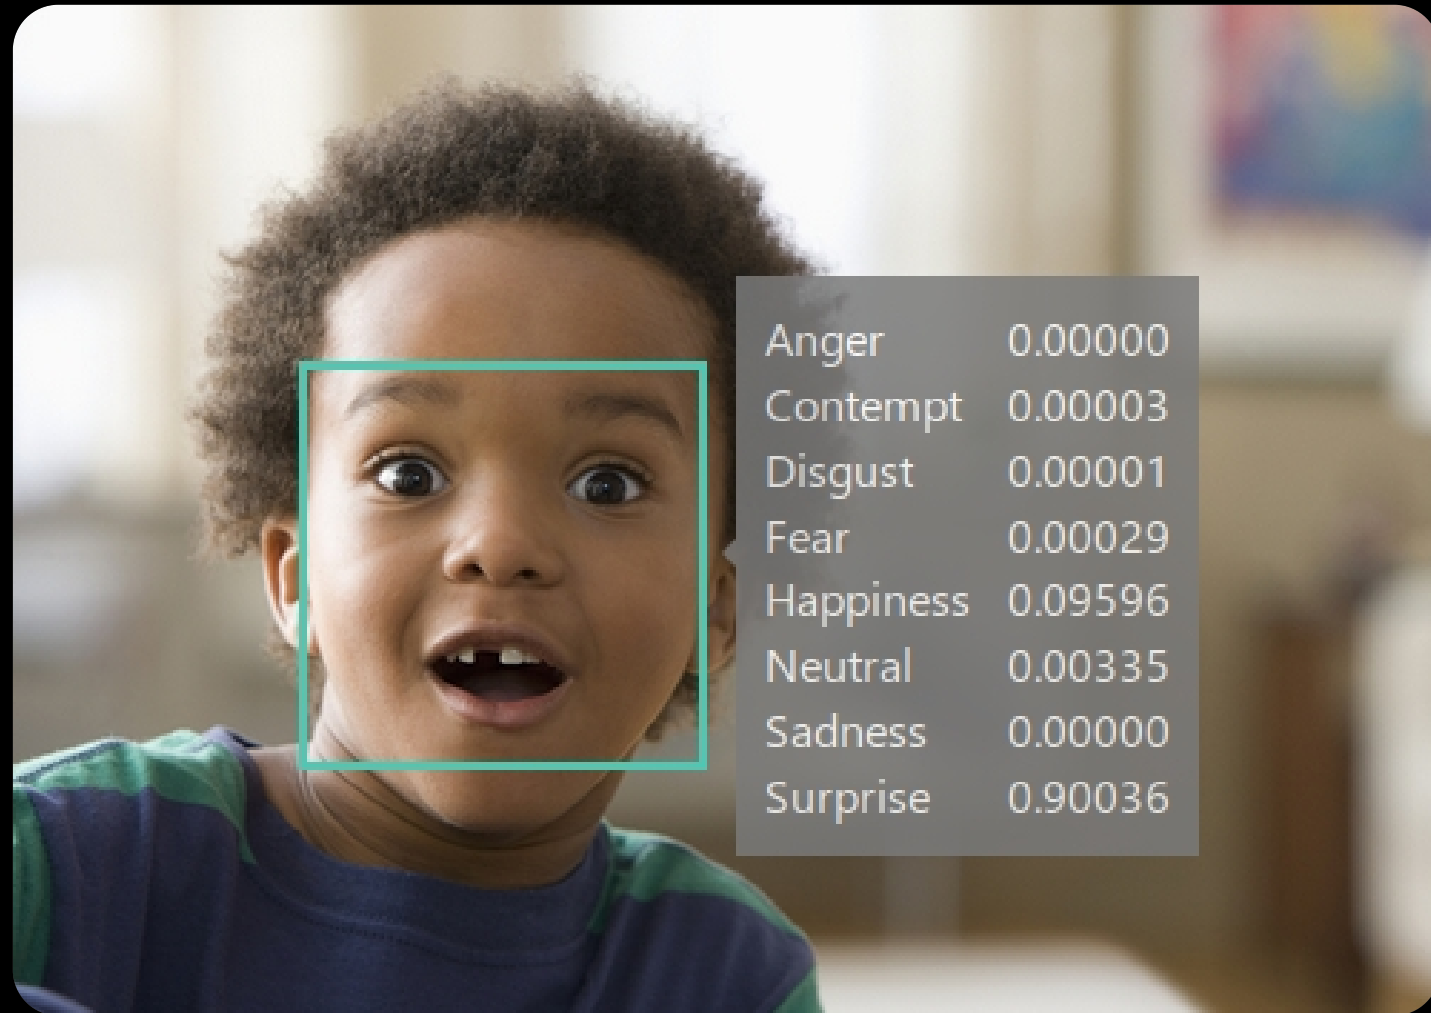 Anger 0.00000
Contempt 0.00003
Disgust 0.00001
Fear 0.00029
Happiness 0.09596
Neutral 0.00335
Sadness 0.00000
Surprise 0.90036